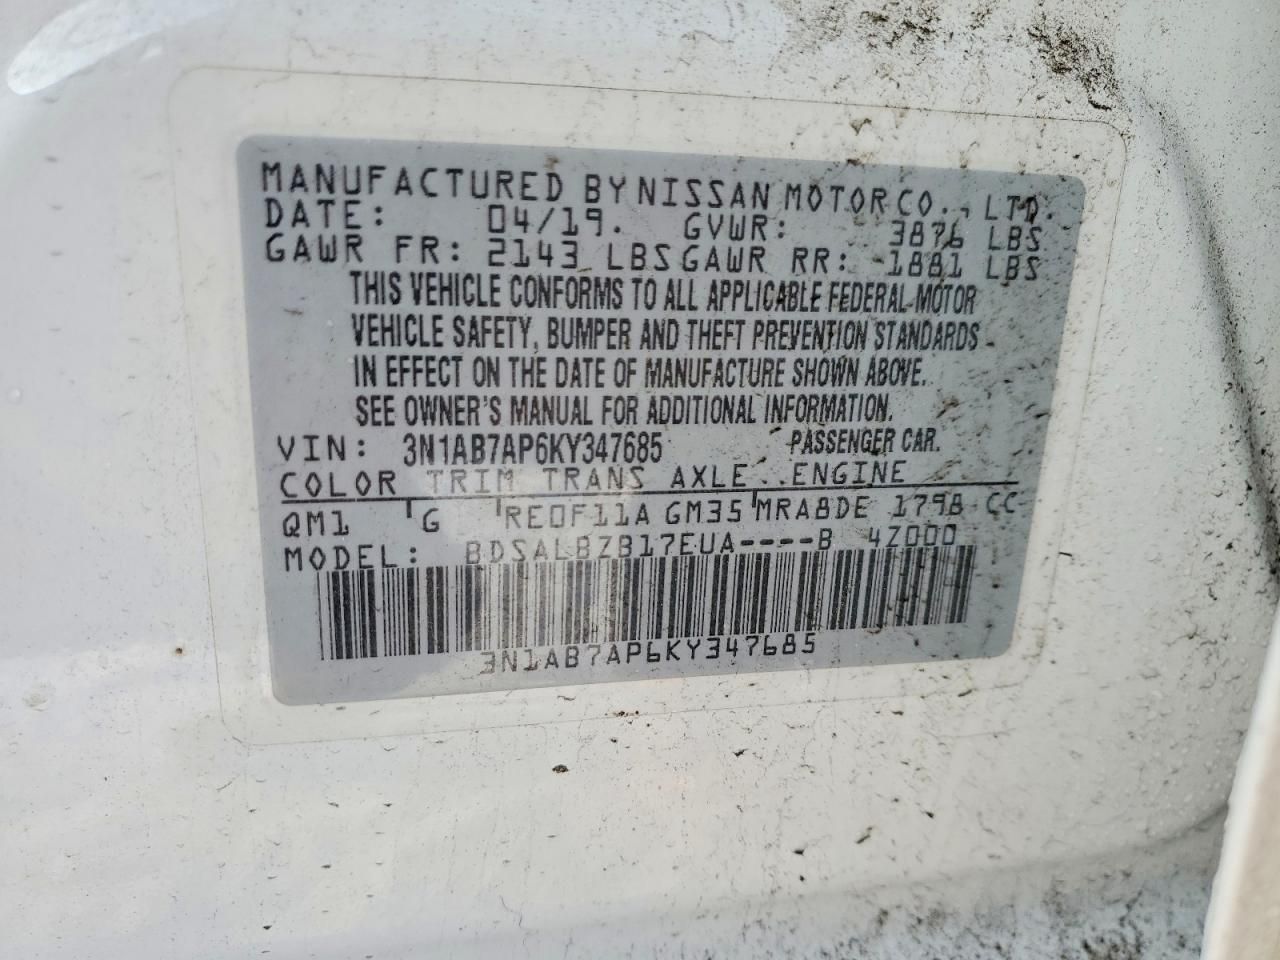 MANUFACTURED BY NISSAN MOTOR CO., LTD.
DATE: 04/19. GVWR: 3876 LBS
GAWR FR: 2143 LBS GAWR RR: 1881 LBS
THIS VEHICLE CONFORMS TO ALL APPLICABLE FEDERAL MOTOR
VEHICLE SAFETY, BUMPER AND THEFT PREVENTION STANDARDS
IN EFFECT ON THE DATE OF MANUFACTURE SHOWN ABOVE.
SEE OWNER'S MANUAL FOR ADDITIONAL INFORMATION.
VIN: 3N1AB7AP6KY347685 PASSENGER CAR.
COLOR TRIM TRANS AXLE ENGINE
QM1 G RE0F11A GM35 MRA8DE 1798 CC
MODEL: BDSALBZB17EUA----B 4Z000
3N1AB7AP6KY347685